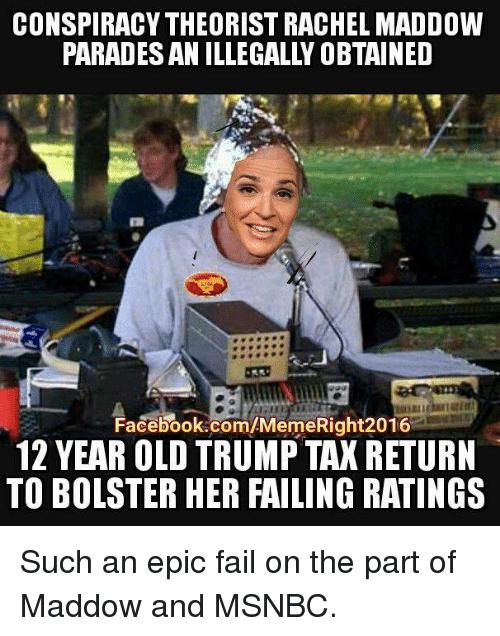 CONSPIRACY THEORIST RACHEL MADDOW
PARADES AN ILLEGALLY OBTAINED
Facebook.com/MemeRight2016
12 YEAR OLD TRUMP TAX RETURN
TO BOLSTER HER FAILING RATINGS
Such an epic fail on the part of
Maddow and MSNBC.